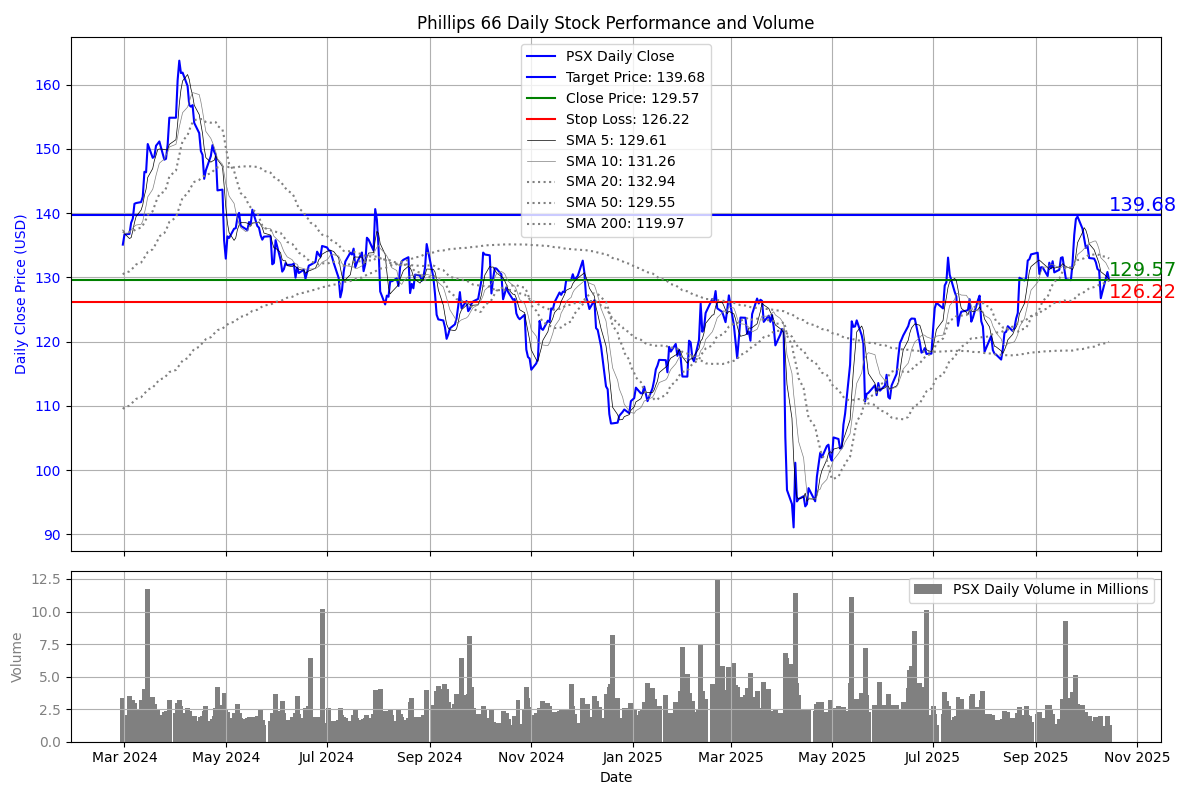 Phillips 66 Daily Stock Performance and Volume
Daily Close Price (USD)
160
150
140
130
120
110
100
90
PSX Daily Close
Target Price: 139.68
Close Price: 129.57
Stop Loss: 126.22
SMA 5: 129.61
SMA 10: 131.26
SMA 20: 132.94
SMA 50: 129.55
SMA 200: 119.97
139.68
129.57
126.22
Volume
12.5
10.0
7.5
5.0
2.5
0.0
PSX Daily Volume in Millions
Mar 2024 May 2024 Jul 2024 Sep 2024 Nov 2024 Jan 2025 Mar 2025 May 2025 Jul 2025 Sep 2025 Nov 2025
Date